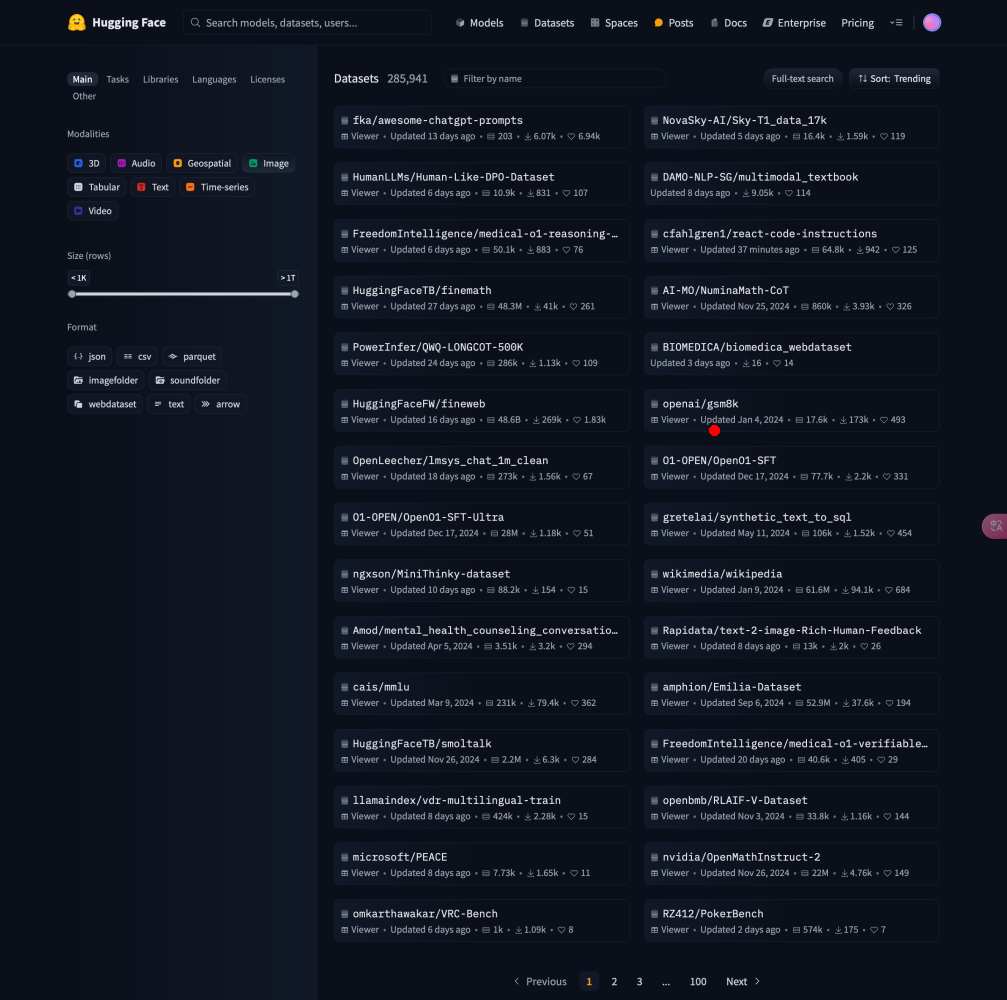 Hugging Face
Search models, datasets, users...
Models
Datasets
Spaces
Posts
Docs
Enterprise
Pricing
Main Tasks Libraries Languages Licenses
Other
Modalities
3D Audio Geospatial Image
Tabular Text Time-series
Video
Size (rows)
<1K >1T
Format
json csv parquet
imagefolder soundfolder
webdataset text arrow
Datasets 285,941 Filter by name Full-text search Sort: Trending
fka/awesome-chatgpt-prompts
Viewer • Updated 13 days ago • 203 • 6.07k • 6.94k
NovaSky-AI/Sky-T1_data_17k
Viewer • Updated 5 days ago • 16.4k • 1.59k • 119
HumanLLMs/Human-Like-DPO-Dataset
Viewer • Updated 6 days ago • 10.9k • 831 • 107
DAMO-NLP-SG/multimodal_textbook
Updated 8 days ago • 9.05k • 114
FreedomIntelligence/medical-o1-reasoning-…
Viewer • Updated 6 days ago • 50.1k • 883 • 76
cfahlgren1/react-code-instructions
Viewer • Updated 37 minutes ago • 64.8k • 942 • 125
HuggingFaceTB/finemath
Viewer • Updated 27 days ago • 48.3M • 41k • 261
AI-MO/NuminaMath-CoT
Viewer • Updated Nov 25, 2024 • 860k • 3.93k • 326
PowerInfer/QWQ-LONGCOT-500K
Viewer • Updated 24 days ago • 286k • 1.13k • 109
BIOMEDICA/biomedica_webdataset
Updated 3 days ago • 16 • 14
HuggingFaceFW/fineweb
Viewer • Updated 16 days ago • 48.6B • 269k • 1.83k
openai/gsm8k
Viewer • Updated Jan 4, 2024 • 17.6k • 173k • 493
OpenLeecher/lmsys_chat_1m_clean
Viewer • Updated 18 days ago • 273k • 1.56k • 67
O1-OPEN/OpenO1-SFT
Viewer • Updated Dec 17, 2024 • 77.7k • 2.2k • 331
O1-OPEN/OpenO1-SFT-Ultra
Viewer • Updated Dec 17, 2024 • 28M • 1.18k • 51
gretelai/synthetic_text_to_sql
Viewer • Updated May 11, 2024 • 106k • 1.52k • 454
ngxson/MiniThinky-dataset
Viewer • Updated 10 days ago • 88.2k • 154 • 15
wikimedia/wikipedia
Viewer • Updated Jan 9, 2024 • 61.6M • 94.1k • 684
Amod/mental_health_counseling_conversatio…
Viewer • Updated Apr 5, 2024 • 3.51k • 3.2k • 294
Rapidata/text-2-image-Rich-Human-Feedback
Viewer • Updated 8 days ago • 13k • 2k • 26
cais/mmlu
Viewer • Updated Mar 9, 2024 • 231k • 79.4k • 362
amphion/Emilia-Dataset
Viewer • Updated Sep 6, 2024 • 52.9M • 37.6k • 194
HuggingFaceTB/smoltalk
Viewer • Updated Nov 26, 2024 • 2.2M • 6.3k • 284
FreedomIntelligence/medical-o1-verifiable…
Viewer • Updated 20 days ago • 40.6k • 405 • 29
llamaindex/vdr-multilingual-train
Viewer • Updated 8 days ago • 424k • 2.28k • 15
openbmb/RLAIF-V-Dataset
Viewer • Updated Nov 3, 2024 • 33.8k • 1.16k • 144
microsoft/PEACE
Viewer • Updated 8 days ago • 7.73k • 1.65k • 11
nvidia/OpenMathInstruct-2
Viewer • Updated Nov 26, 2024 • 22M • 4.76k • 149
omkarthawakar/VRC-Bench
Viewer • Updated 6 days ago • 1k • 1.09k • 8
RZ412/PokerBench
Viewer • Updated 2 days ago • 574k • 175 • 7
Previous 1 2 3 ... 100 Next